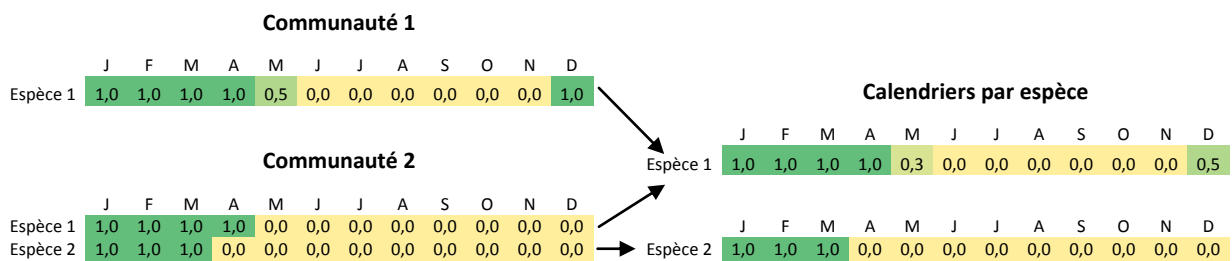 Communauté 1
J F M A M J J A S O N D
Espèce 1 1,0 1,0 1,0 1,0 0,5 0,0 0,0 0,0 0,0 0,0 0,0 1,0
Communauté 2
J F M A M J J A S O N D
Espèce 1 1,0 1,0 1,0 1,0 0,0 0,0 0,0 0,0 0,0 0,0 0,0 0,0
Espèce 2 1,0 1,0 1,0 0,0 0,0 0,0 0,0 0,0 0,0 0,0 0,0 0,0
Calendriers par espèce
J F M A M J J A S O N D
Espèce 1 1,0 1,0 1,0 1,0 0,3 0,0 0,0 0,0 0,0 0,0 0,0 0,5
J F M A M J J A S O N D
Espèce 2 1,0 1,0 1,0 0,0 0,0 0,0 0,0 0,0 0,0 0,0 0,0 0,0